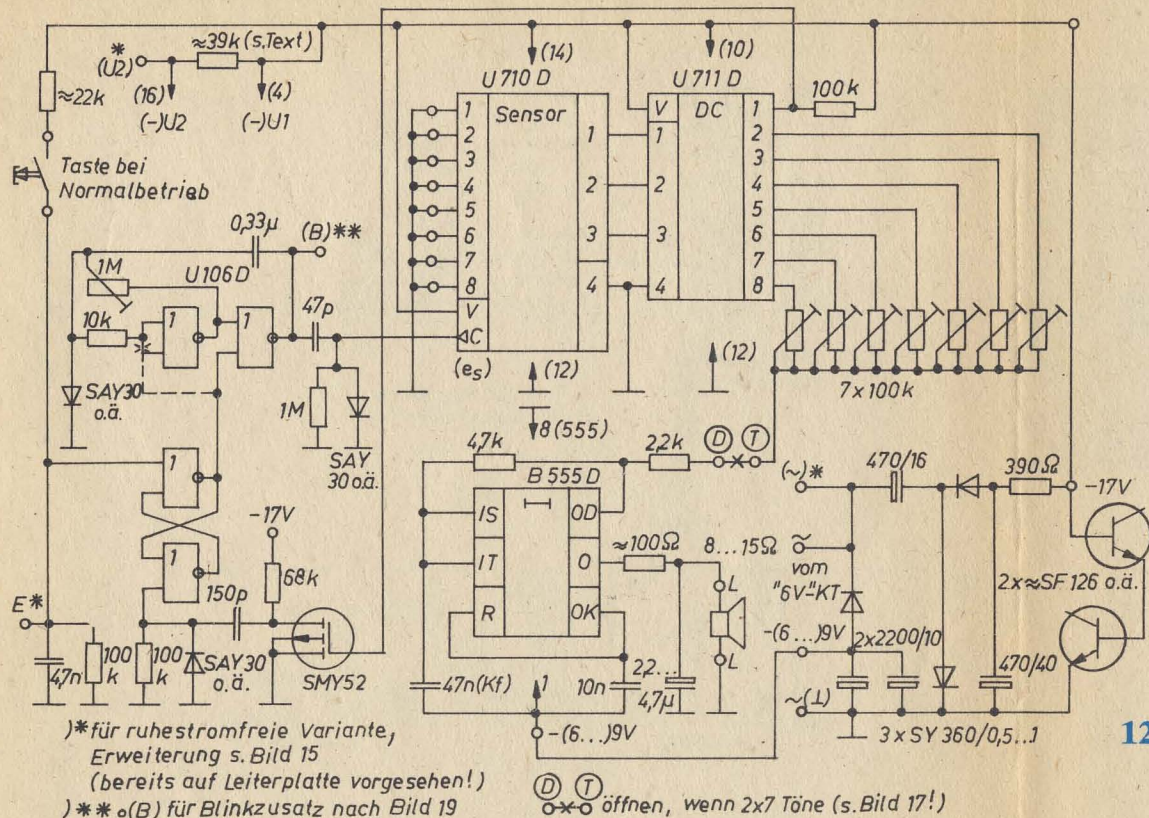 *
(U2)
≈39k (s.Text)
(16)
(-)U2
(4)
(-)U1
≈22k
Taste bei
Normalbetrieb
(14)
U 710 D
Sensor
1
2
3
4
5
6
7
8
V
C
(e_S)
1
2
3
4
(12)
8 (555)
(10)
U 711 D
V
DC
1
2
3
4
1
2
3
4
5
6
7
8
(12)
100k
7x100k
0,33µ
(B)**
1M
U 106 D
10k
1
1
47p
SAY30
o.ä.
1M
SAY
30 o.ä.
1
1
-17V
68k
150p
E*
4,7n
100
k
100
k
SAY30
o.ä.
SMY52
4,7k
2,2k
D T
B 555 D
IS
IT
R
OD
O
OK
≈100Ω
8...15Ω
L
L
47n(Kf)
10n
2,2...
4,7µ
1
-(6...)9V
(~)*
470/16
390Ω
-17V
≈
vom
"6V"-KT
-(6...)9V
2x2200/10
470/40
~(⊥)
3 x SY 360/0,5...1
2x≈SF 126 o.ä.
12
)* für ruhestromfreie Variante,
Erweiterung s. Bild 15
(bereits auf Leiterplatte vorgesehen!)
)** o(B) für Blinkzusatz nach Bild 19
D T
öffnen, wenn 2x7 Töne (s.Bild 17!)